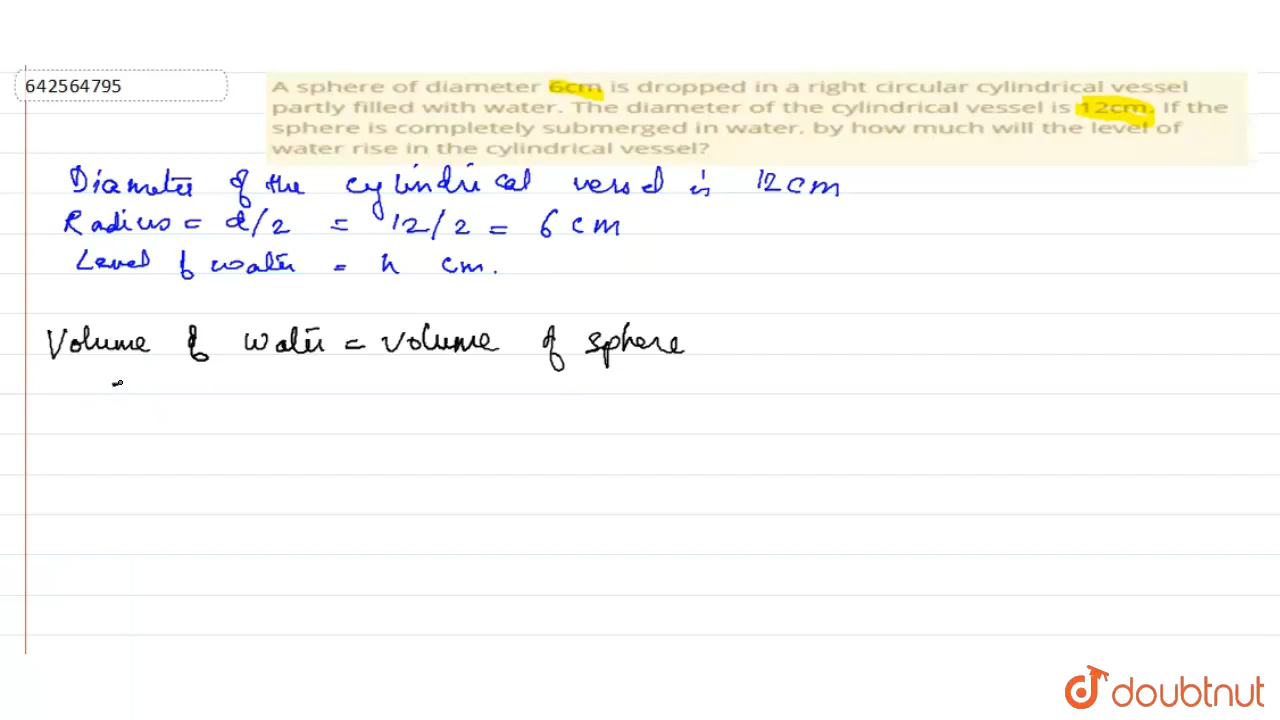 642564795
A sphere of diameter 6cm is dropped in a right circular cylindrical vessel
partly filled with water. The diameter of the cylindrical vessel is 12cm. If the
sphere is completely submerged in water, by how much will the level of
water rise in the cylindrical vessel?
Diameter of the cylindrical vessel is 12 cm
Radius = d/2 = 12/2 = 6 cm
Level of water = h cm.
Volume of water = volume of sphere
doubtnut